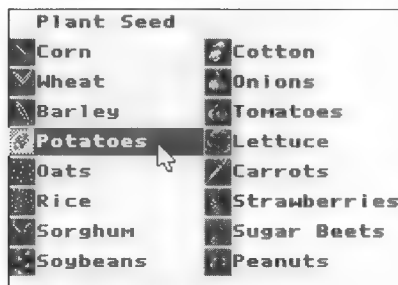 Plant Seed
Corn
Wheat
Barley
Potatoes
Oats
Rice
Sorghum
Soybeans
Cotton
Onions
Tomatoes
Lettuce
Carrots
Strawberries
Sugar Beets
Peanuts